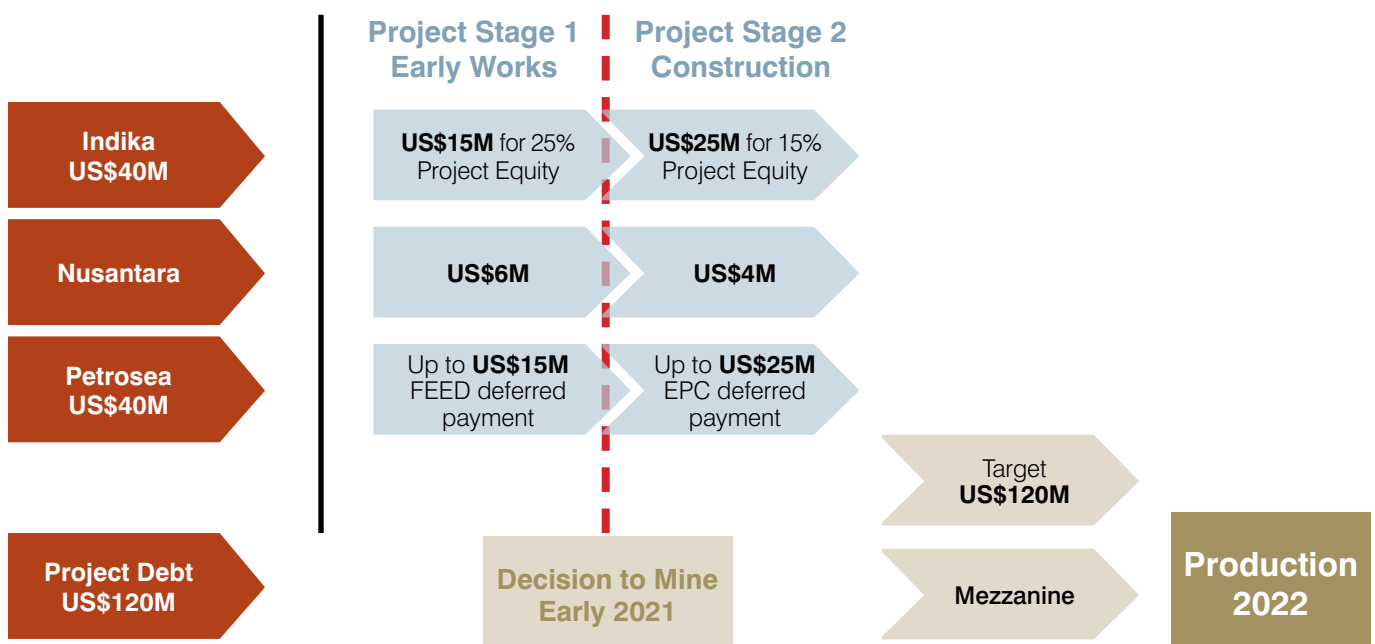 Project Stage 1
Early Works
Project Stage 2
Construction
Indika
US$40M
US$15M for 25%
Project Equity
US$25M for 15%
Project Equity
Nusantara
US$6M
US$4M
Petrosea
US$40M
Up to US$15M
FEED deferred
payment
Up to US$25M
EPC deferred
payment
Target
US$120M
Project Debt
US$120M
Decision to Mine
Early 2021
Mezzanine
Production
2022